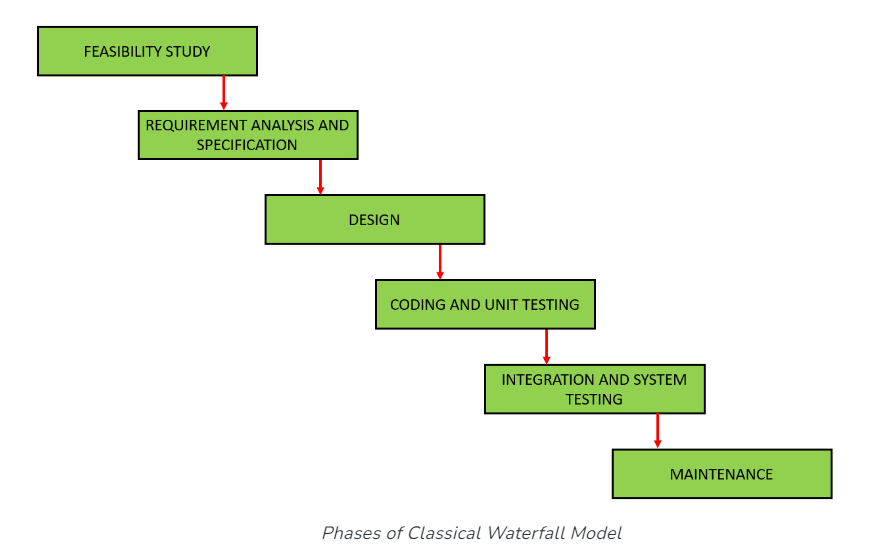 FEASIBILITY STUDY
REQUIREMENT ANALYSIS AND
SPECIFICATION
DESIGN
CODING AND UNIT TESTING
INTEGRATION AND SYSTEM
TESTING
MAINTENANCE
Phases of Classical Waterfall Model